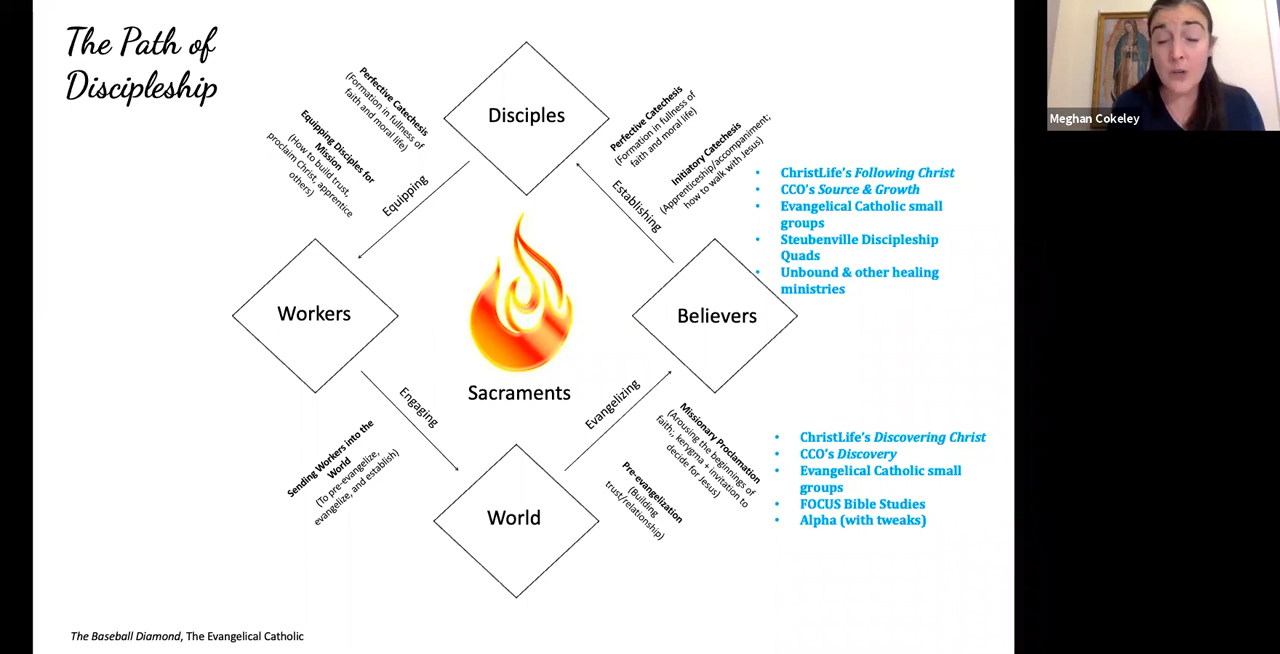 The Path of
Discipleship
Meghan Cokeley
Disciples
Perfective Catechesis
(Formation in fullness of
faith and moral life)
Equipping Disciples for
Mission
(How to build trust,
proclaim Christ, apprentice
others)
Equipping
Perfective Catechesis
(Formation in fullness of
faith and moral life)
Initiatory Catechesis
(Apprenticeship/accompaniment;
how to walk with Jesus)
Establishing
• ChristLife's Following Christ
• CCO's Source & Growth
• Evangelical Catholic small
groups
• Steubenville Discipleship
Quads
• Unbound & other healing
ministries
Workers
Believers
Sacraments
Engaging
Sending Workers into the
World
(To pre-evangelize,
evangelize, and establish)
Evangelizing
Missionary Proclamation
(Arousing the beginnings of
faith;, kerygma + invitation to
decide for Jesus)
Pre-evangelization
(Building
trust/relationship)
• ChristLife's Discovering Christ
• CCO's Discovery
• Evangelical Catholic small
groups
• FOCUS Bible Studies
• Alpha (with tweaks)
World
The Baseball Diamond, The Evangelical Catholic